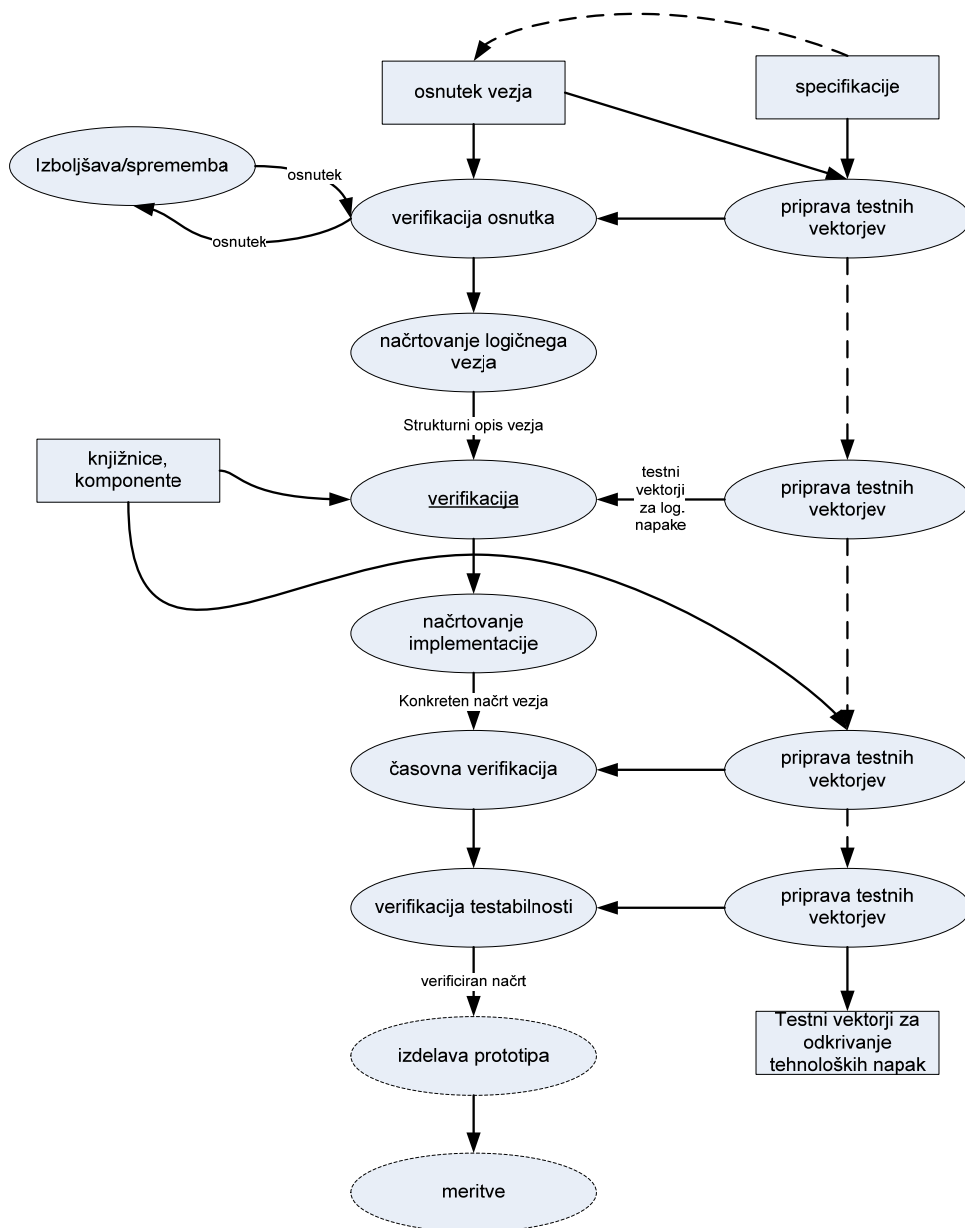 osnutek vezja
specifikacije
Izboljšava/sprememba
osnutek
osnutek
verifikacija osnutka
priprava testnih
vektorjev
načrtovanje logičnega
vezja
Strukturni opis vezja
knjižnice,
komponente
verifikacija
testni
vektorji
za log.
napake
priprava testnih
vektorjev
načrtovanje
implementacije
Konkreten načrt vezja
časovna verifikacija
priprava testnih
vektorjev
verifikacija testabilnosti
priprava testnih
vektorjev
verificiran načrt
Testni vektorji za
odkrivanje
tehnoloških napak
izdelava prototipa
meritve